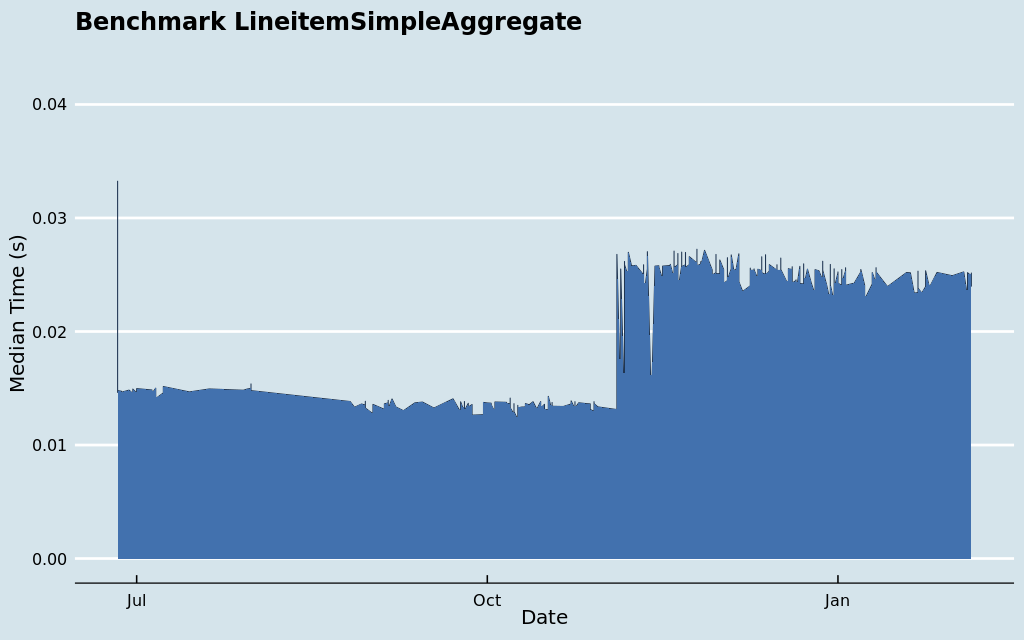 Benchmark LineitemSimpleAggregate
0.04
0.03
0.02
0.01
0.00
Median Time (s)
Jul
Oct
Jan
Date